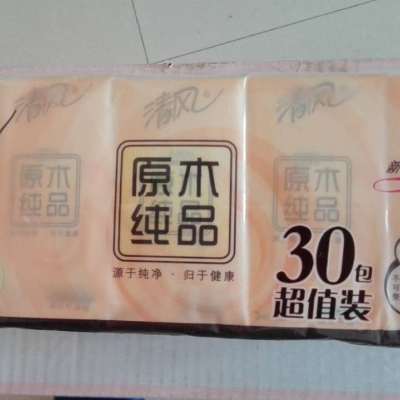 清风 清风 清风
原木
纯品
原木
纯品
原木
纯品
源于纯净·归于健康
30包
超值装
新